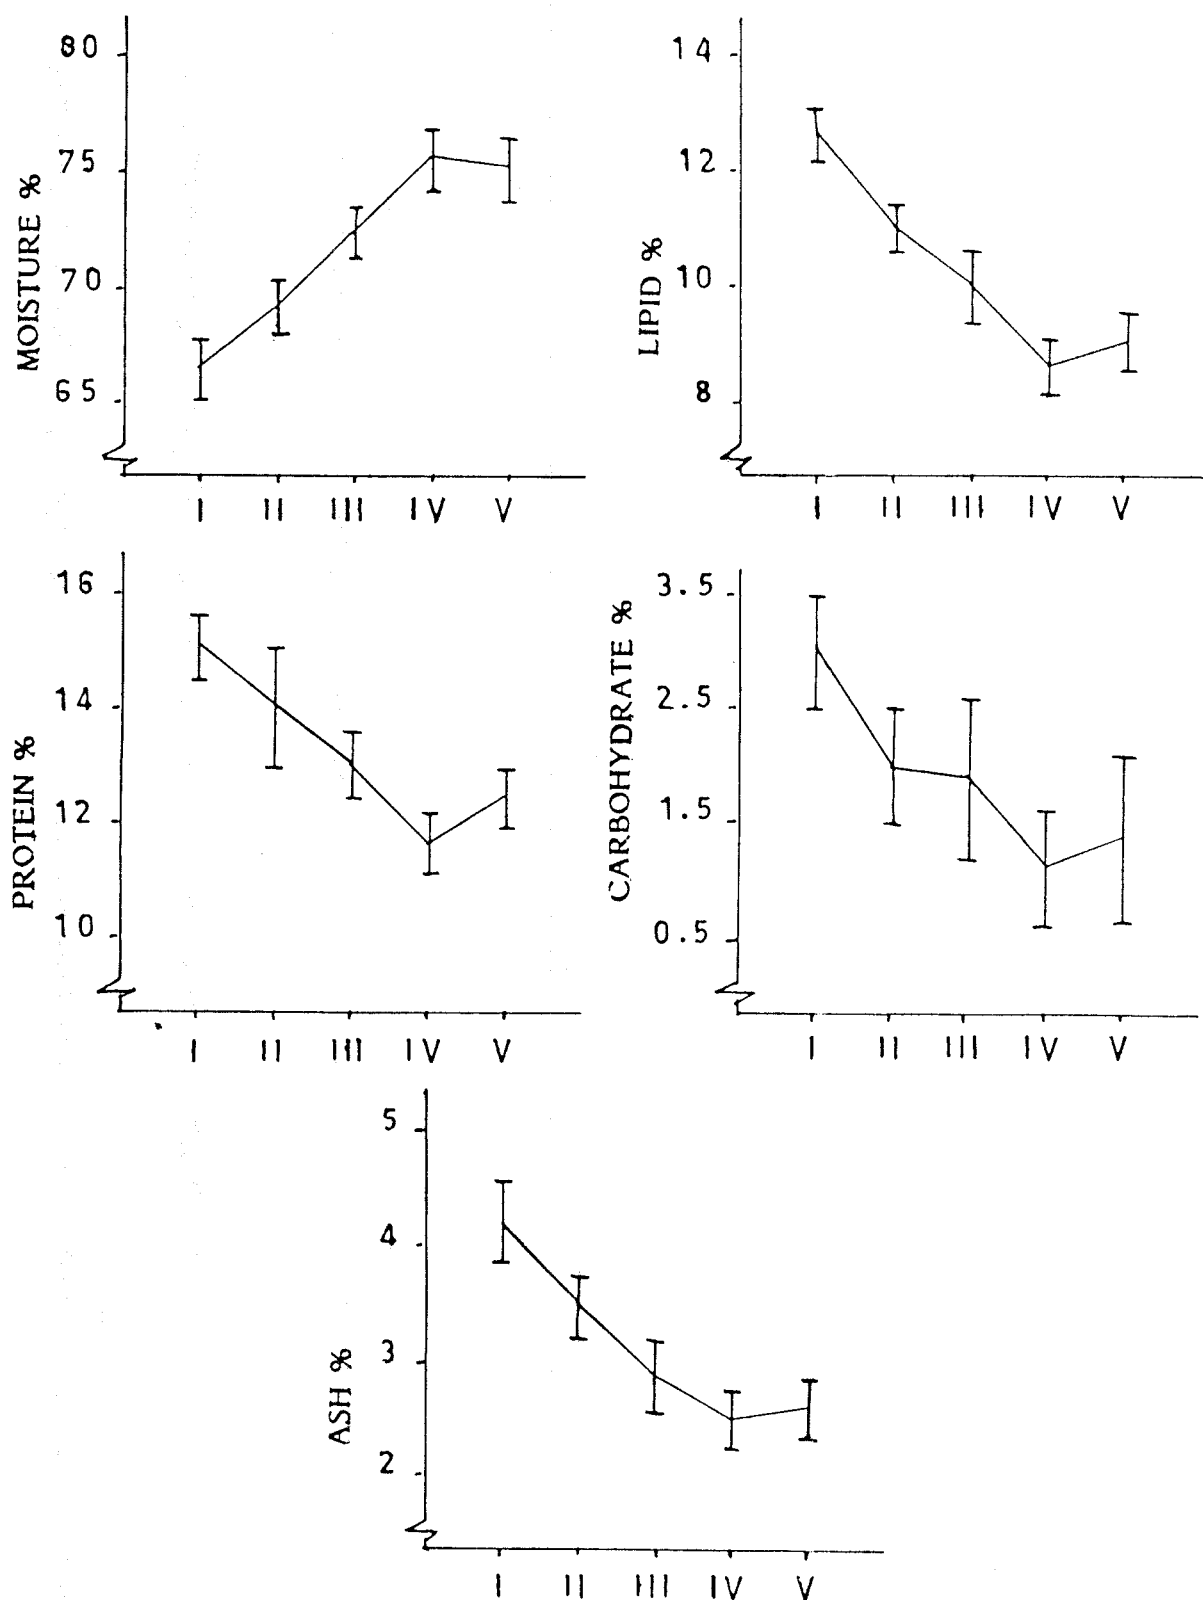 MOISTURE %
80
75
70
65
I II III IV V
LIPID %
14
12
10
8
I II III IV V
PROTEIN %
16
14
12
10
I II III IV V
CARBOHYDRATE %
3.5
2.5
1.5
0.5
I II III IV V
ASH %
5
4
3
2
I II III IV V